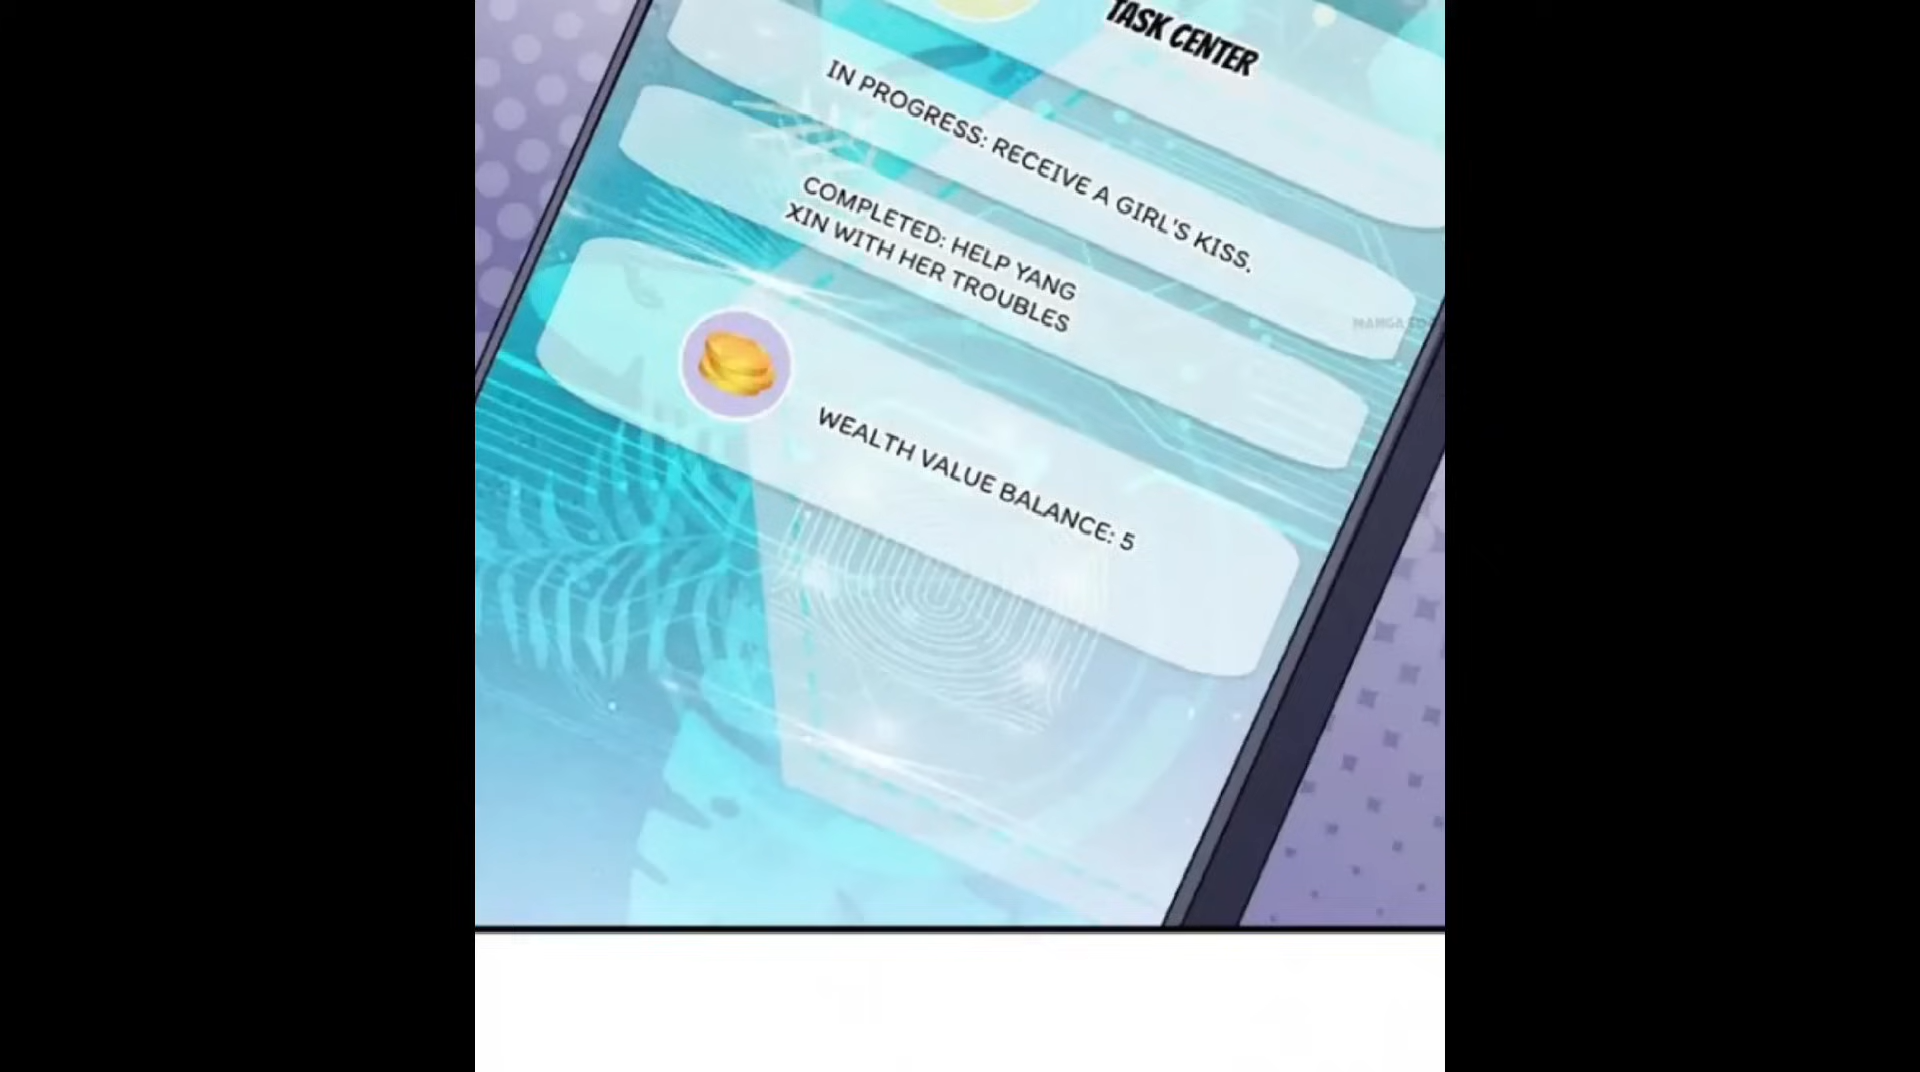 TASK CENTER
IN PROGRESS: RECEIVE A GIRL'S KISS.
COMPLETED: HELP YANG
XIN WITH HER TROUBLES
WEALTH VALUE BALANCE: 5